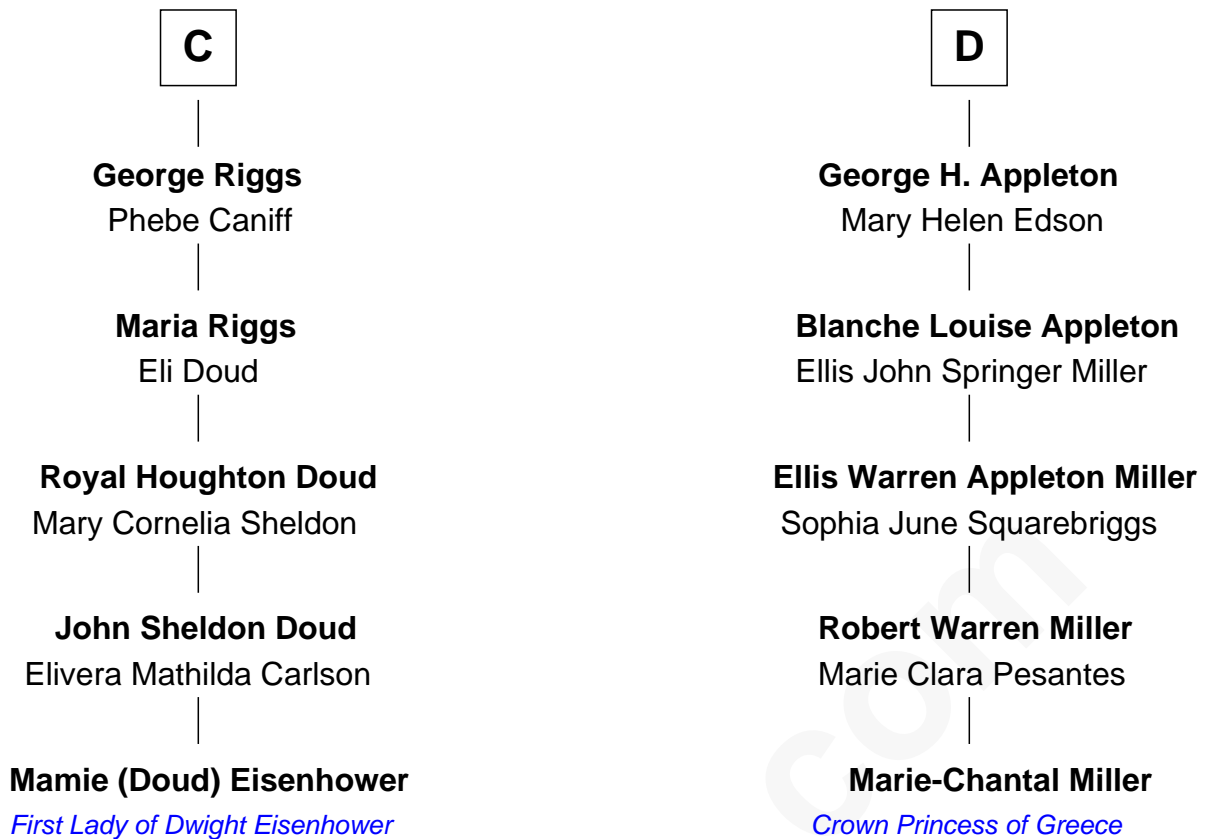 C
George Riggs
Phebe Caniff
Maria Riggs
Eli Doud
Royal Houghton Doud
Mary Cornelia Sheldon
John Sheldon Doud
Elivera Mathilda Carlson
Mamie (Doud) Eisenhower
First Lady of Dwight Eisenhower
D
George H. Appleton
Mary Helen Edson
Blanche Louise Appleton
Ellis John Springer Miller
Ellis Warren Appleton Miller
Sophia June Squarebriggs
Robert Warren Miller
Marie Clara Pesantes
Marie-Chantal Miller
Crown Princess of Greece
com